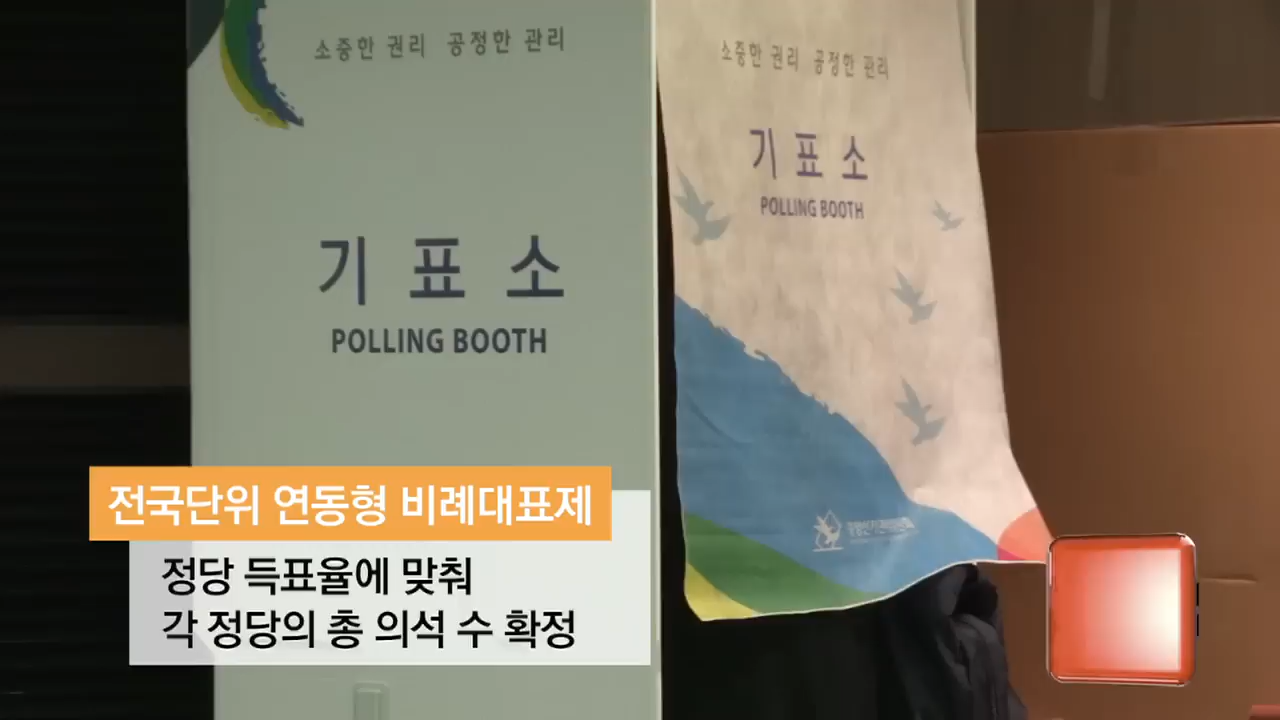 소중한 권리 공정한 관리
기표소
POLLING BOOTH
소중한 권리 공정한 관리
기표소
POLLING BOOTH
전국단위 연동형 비례대표제
정당 득표율에 맞춰
각 정당의 총 의석 수 확정